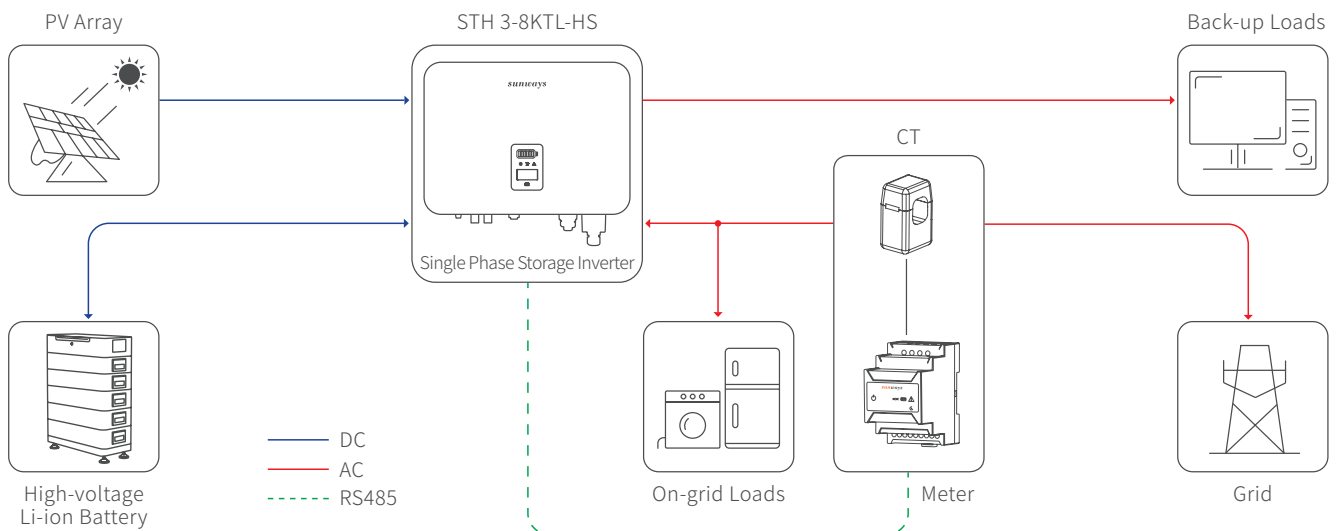 PV Array
STH 3-8KTL-HS
Back-up Loads
sunways
CT
Single Phase Storage Inverter
DC
AC
RS485
High-voltage
Li-ion Battery
On-grid Loads
Meter
Grid